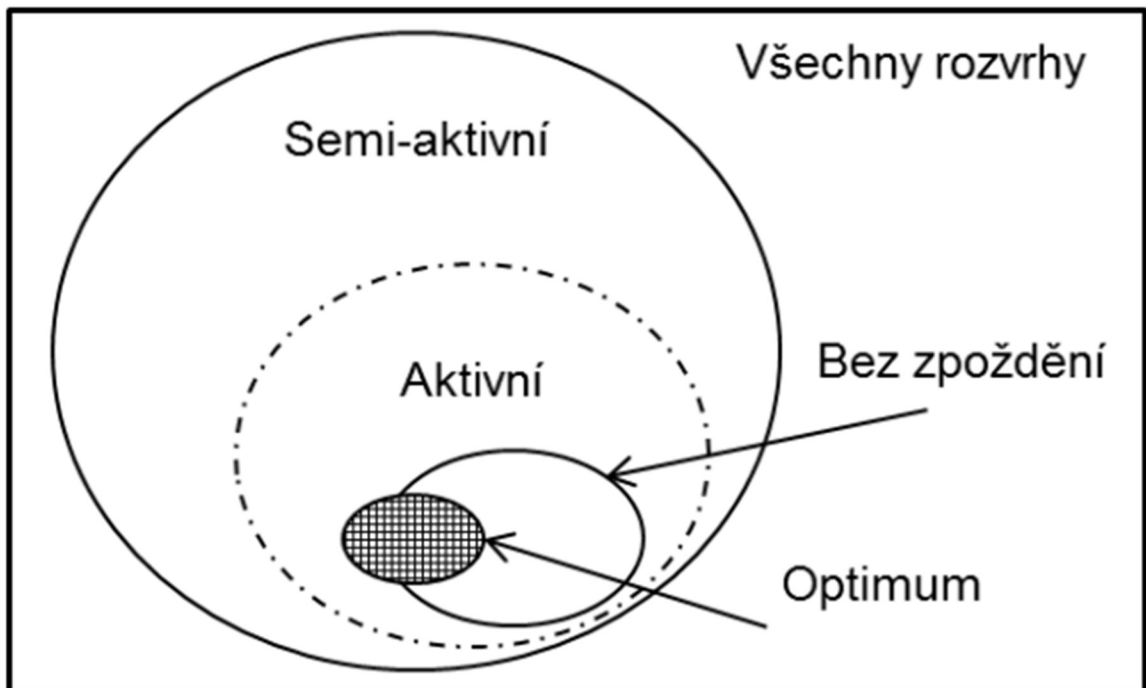 Všechny rozvrhy
Semi-aktivní
Bez zpoždění
Aktivní
Optimum